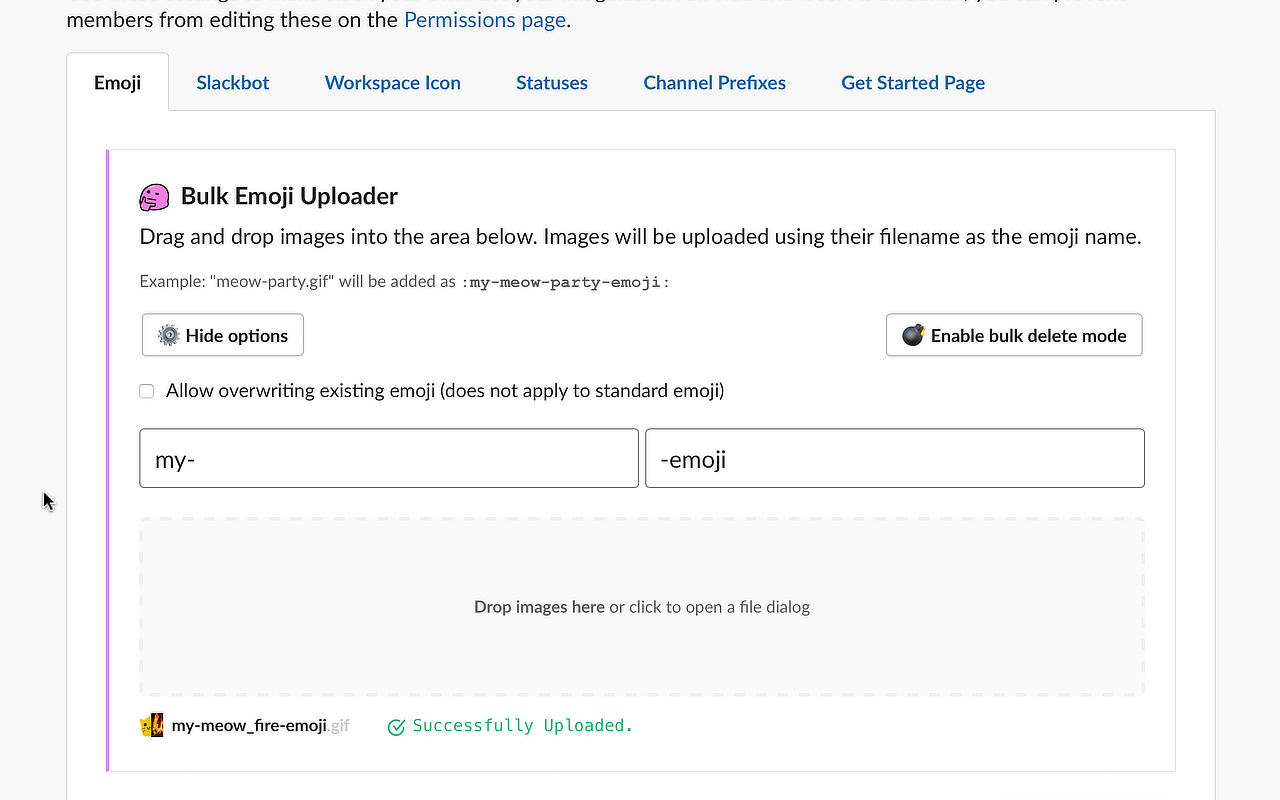 members from editing these on the Permissions page.
Emoji
Slackbot
Workspace Icon
Statuses
Channel Prefixes
Get Started Page
Bulk Emoji Uploader
Drag and drop images into the area below. Images will be uploaded using their filename as the emoji name.
Example: "meow-party.gif" will be added as :my-meow-party-emoji:
Hide options
Enable bulk delete mode
Allow overwriting existing emoji (does not apply to standard emoji)
my-
-emoji
Drop images here or click to open a file dialog
my-meow_fire-emoji.gif
Successfully Uploaded.